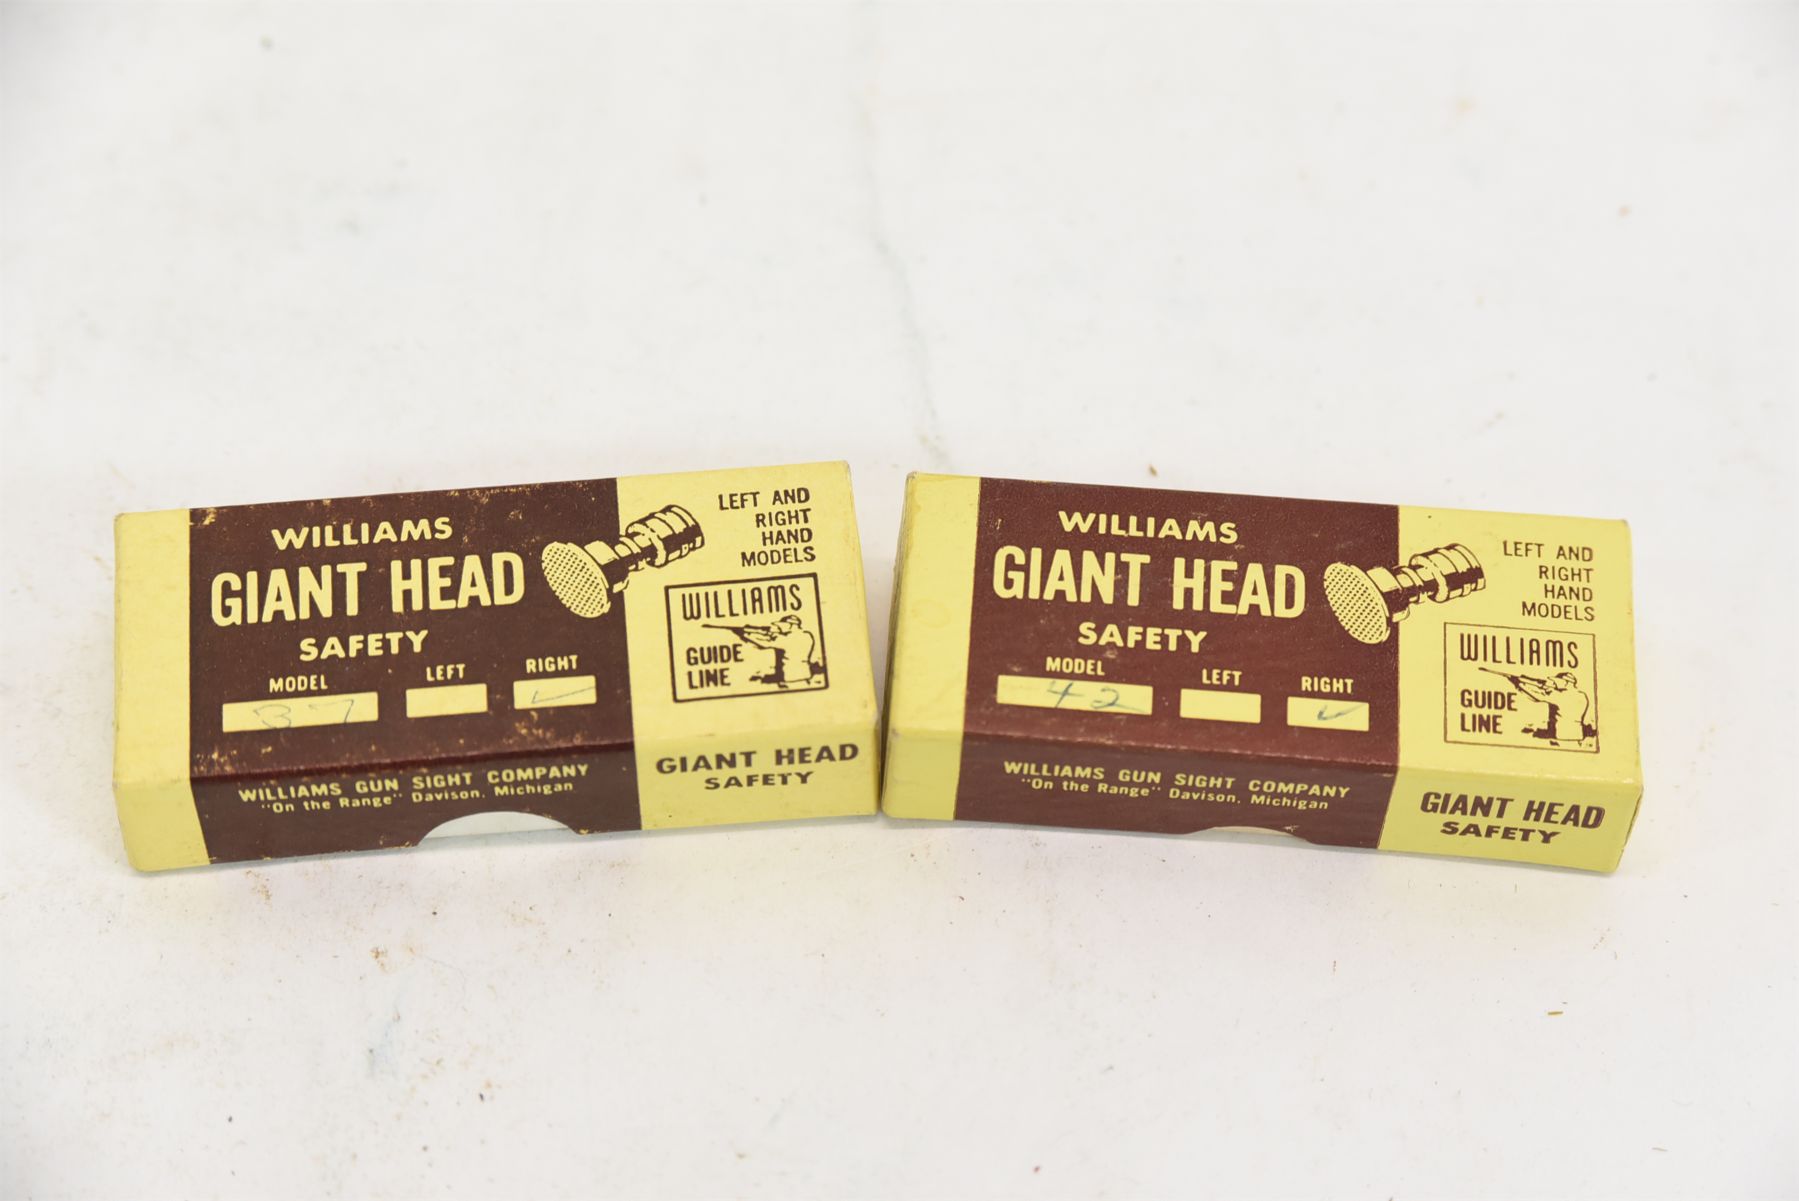 WILLIAMS
GIANT HEAD
SAFETY
MODEL LEFT RIGHT
37 ✓
LEFT AND
RIGHT
HAND
MODELS
WILLIAMS
GUIDE
LINE
WILLIAMS GUN SIGHT COMPANY
"On the Range" Davison, Michigan
GIANT HEAD
SAFETY
WILLIAMS
GIANT HEAD
SAFETY
MODEL LEFT RIGHT
42 ✓
LEFT AND
RIGHT
HAND
MODELS
WILLIAMS
GUIDE
LINE
WILLIAMS GUN SIGHT COMPANY
"On the Range" Davison, Michigan
GIANT HEAD
SAFETY